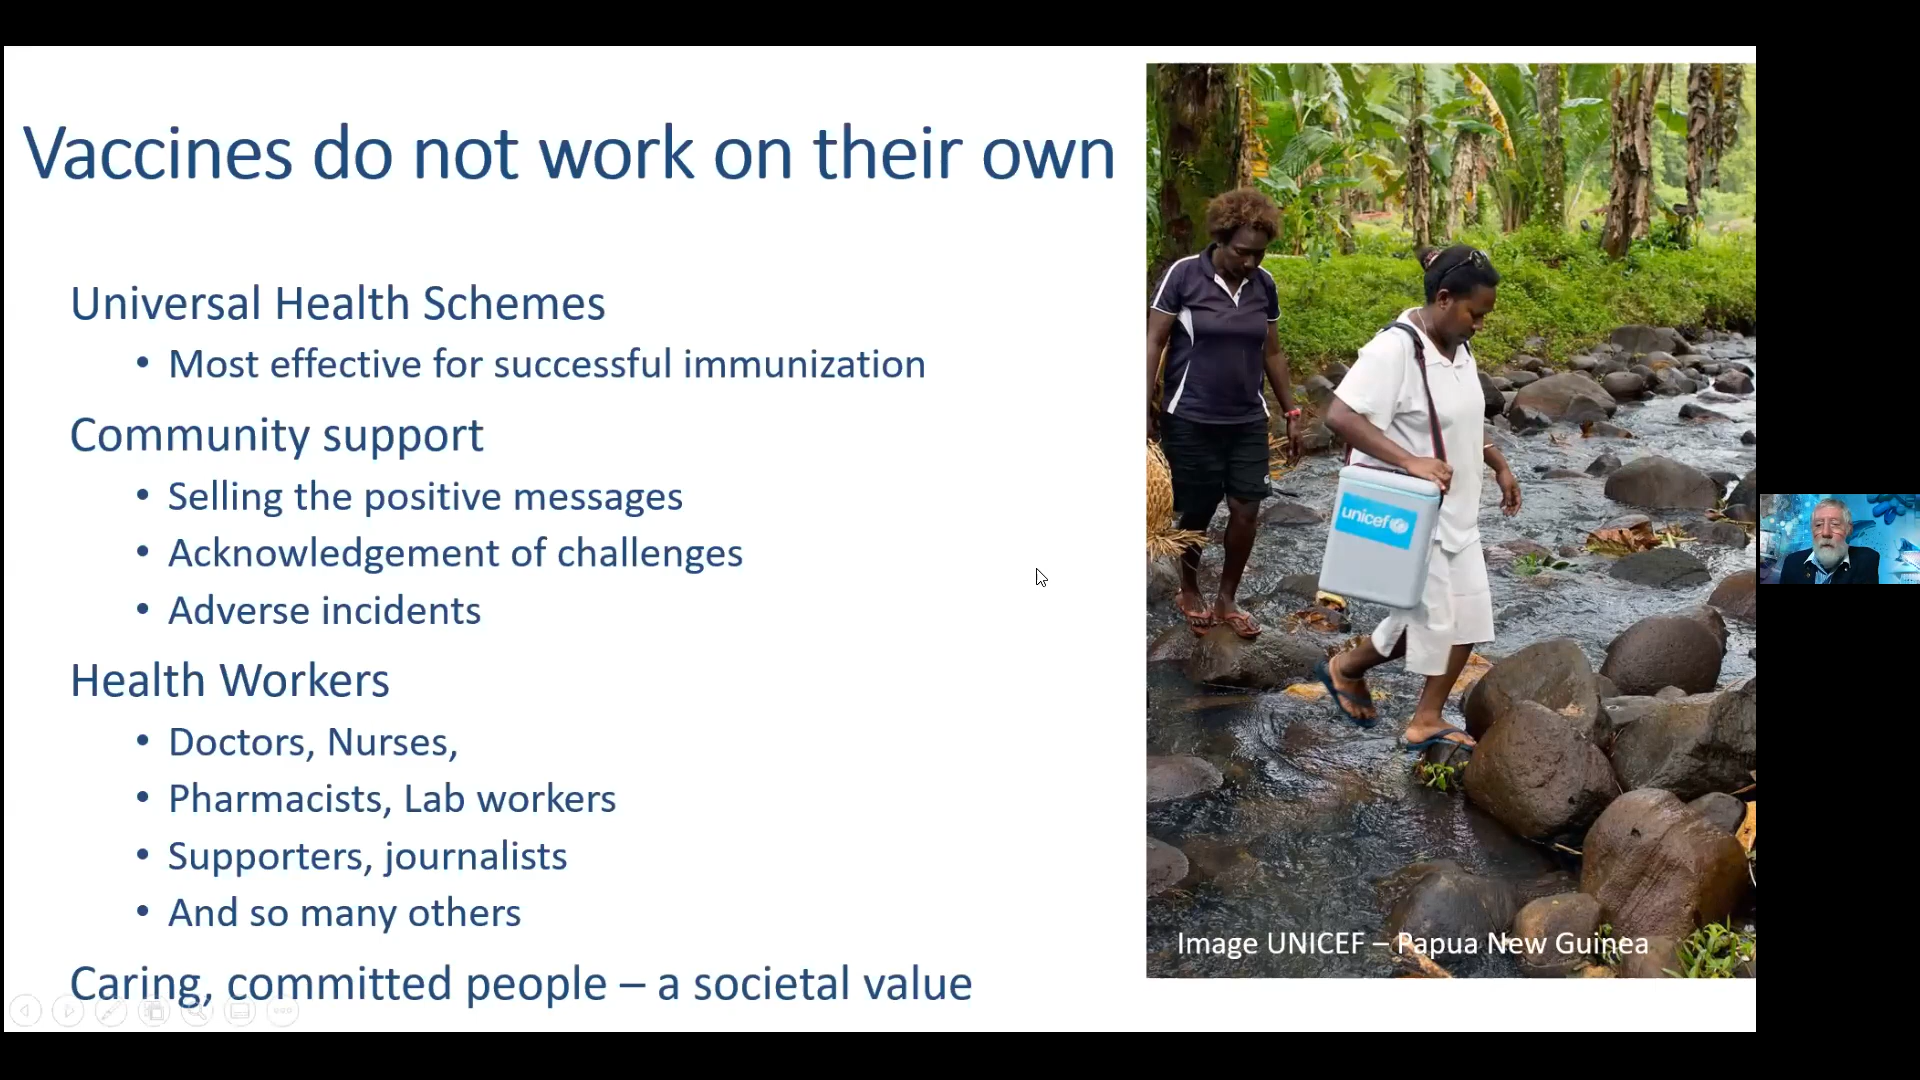 Vaccines do not work on their own
Universal Health Schemes
• Most effective for successful immunization
Community support
• Selling the positive messages
• Acknowledgement of challenges
• Adverse incidents
Health Workers
• Doctors, Nurses,
• Pharmacists, Lab workers
• Supporters, journalists
• And so many others
Caring, committed people – a societal value
unicef
Image UNICEF – Papua New Guinea